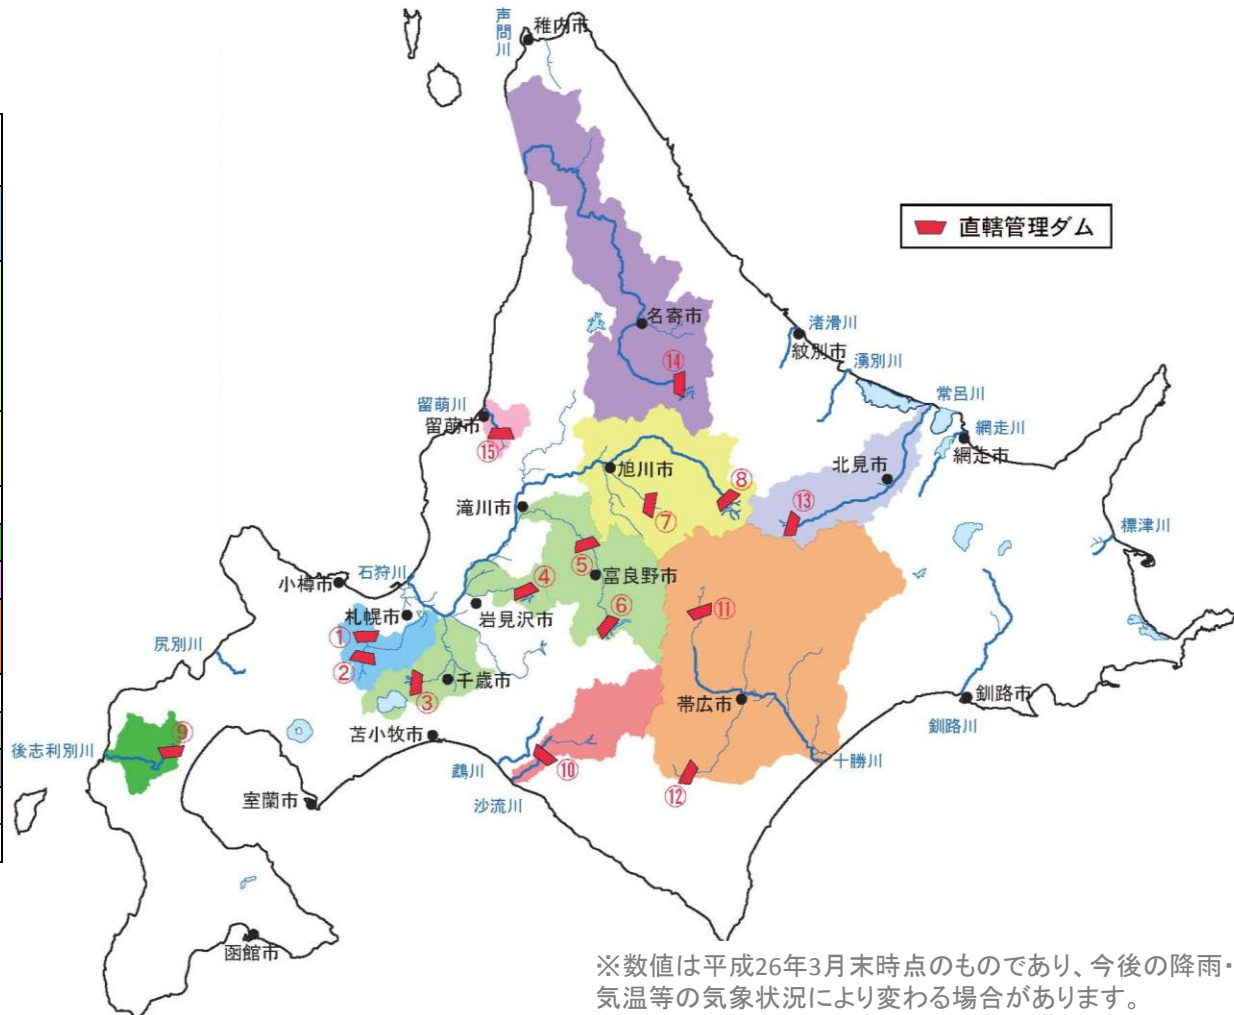 声問川
稚内市
直轄管理ダム
名寄市
⑭
渚滑川
紋別市
湧別川
常呂川
網走川
網走市
留萌川
留萌市
⑮
旭川市
北見市
⑧
⑦
⑬
滝川市
標津川
⑤
富良野市
④
石狩川
小樽市
札幌市
岩見沢市
⑥
⑪
①
②
尻別川
③
千歳市
帯広市
釧路市
釧路川
苫小牧市
⑨
後志利別川
鵡川
⑩
十勝川
沙流川
⑫
室蘭市
函館市
※数値は平成26年3月末時点のものであり、今後の降雨・
気温等の気象状況により変わる場合があります。